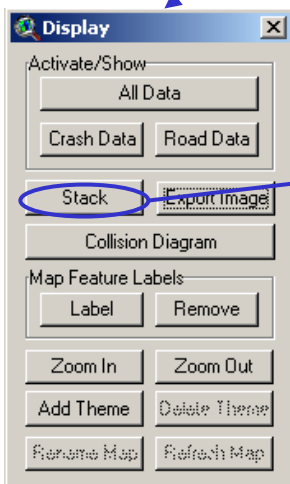 Display
Activate/Show
All Data
Crash Data Road Data
Stack Export Image
Collision Diagram
Map Feature Labels
Label Remove
Zoom In Zoom Out
Add Theme Delete Theme
Rename Map Refresh Map